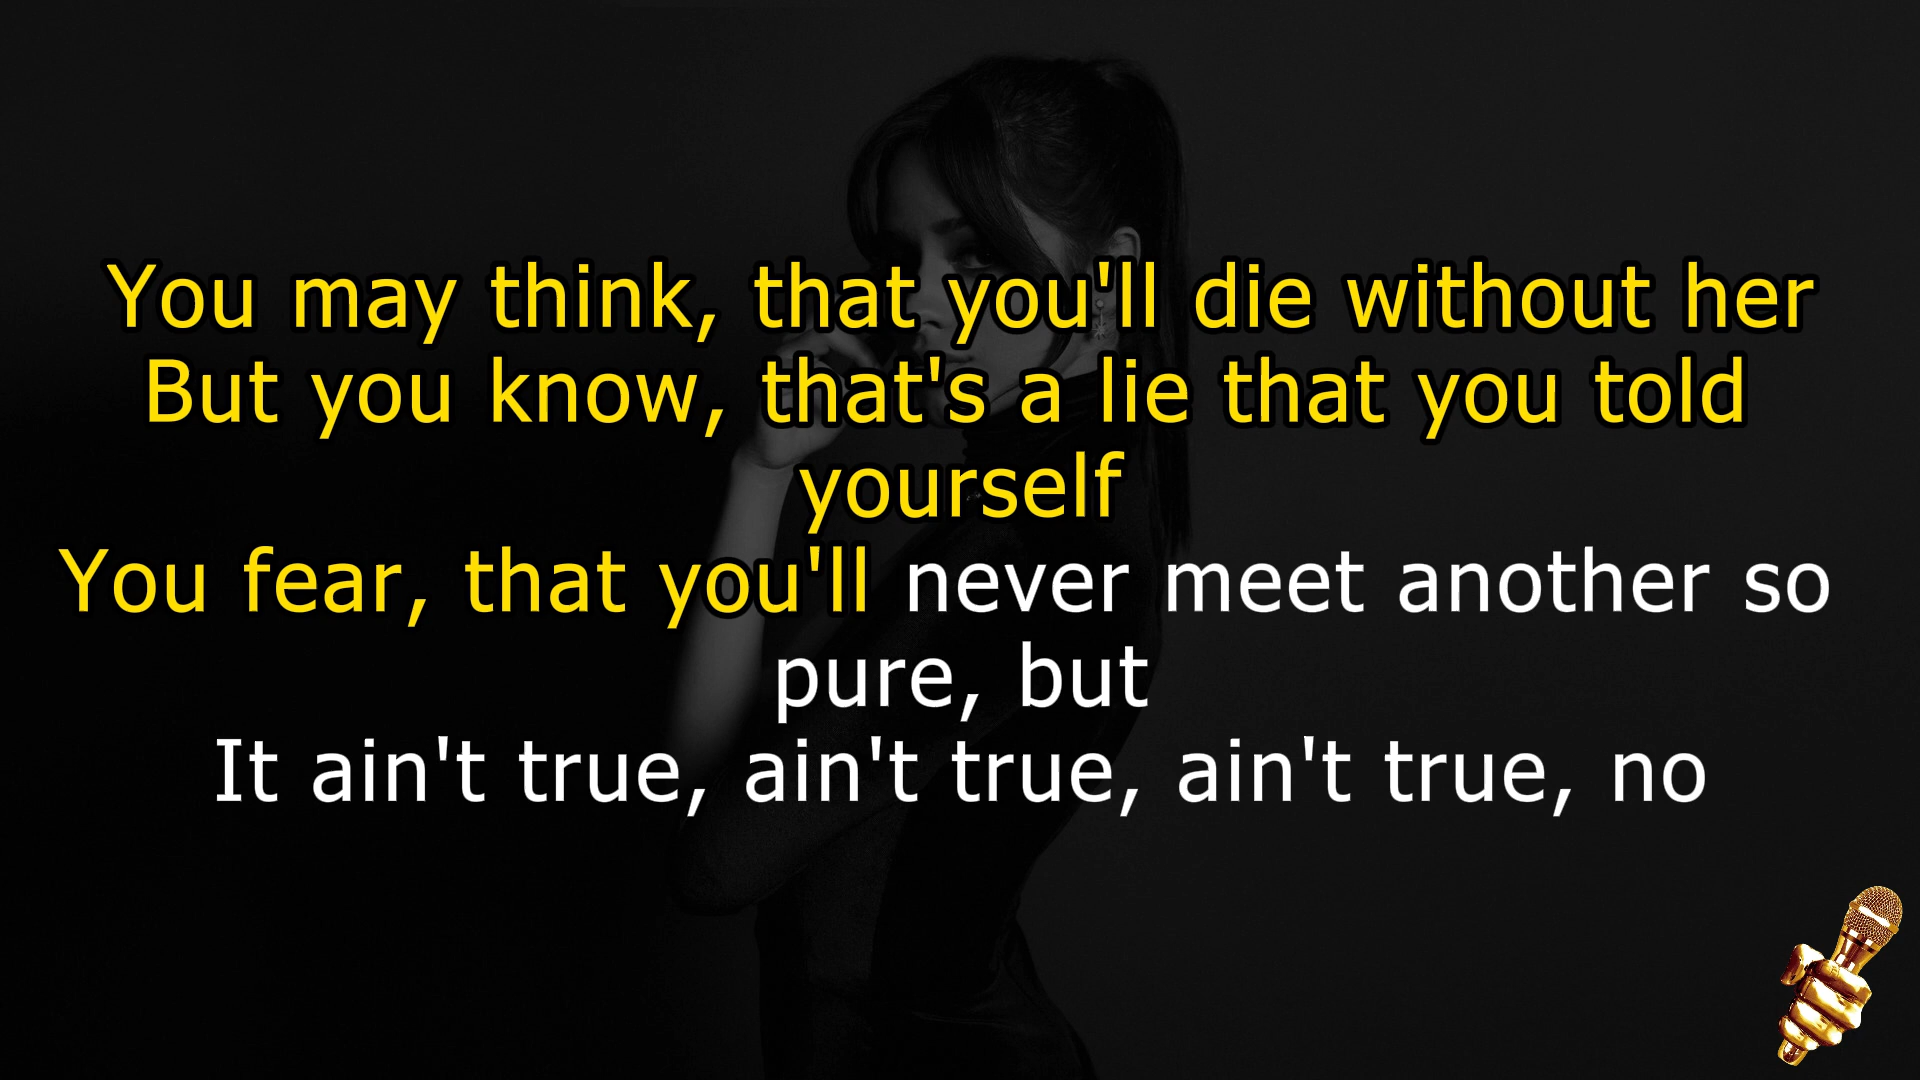 You may think, that you'll die without her
But you know, that's a lie that you told
yourself
You fear, that you'll never meet another so
pure, but
It ain't true, ain't true, ain't true, no